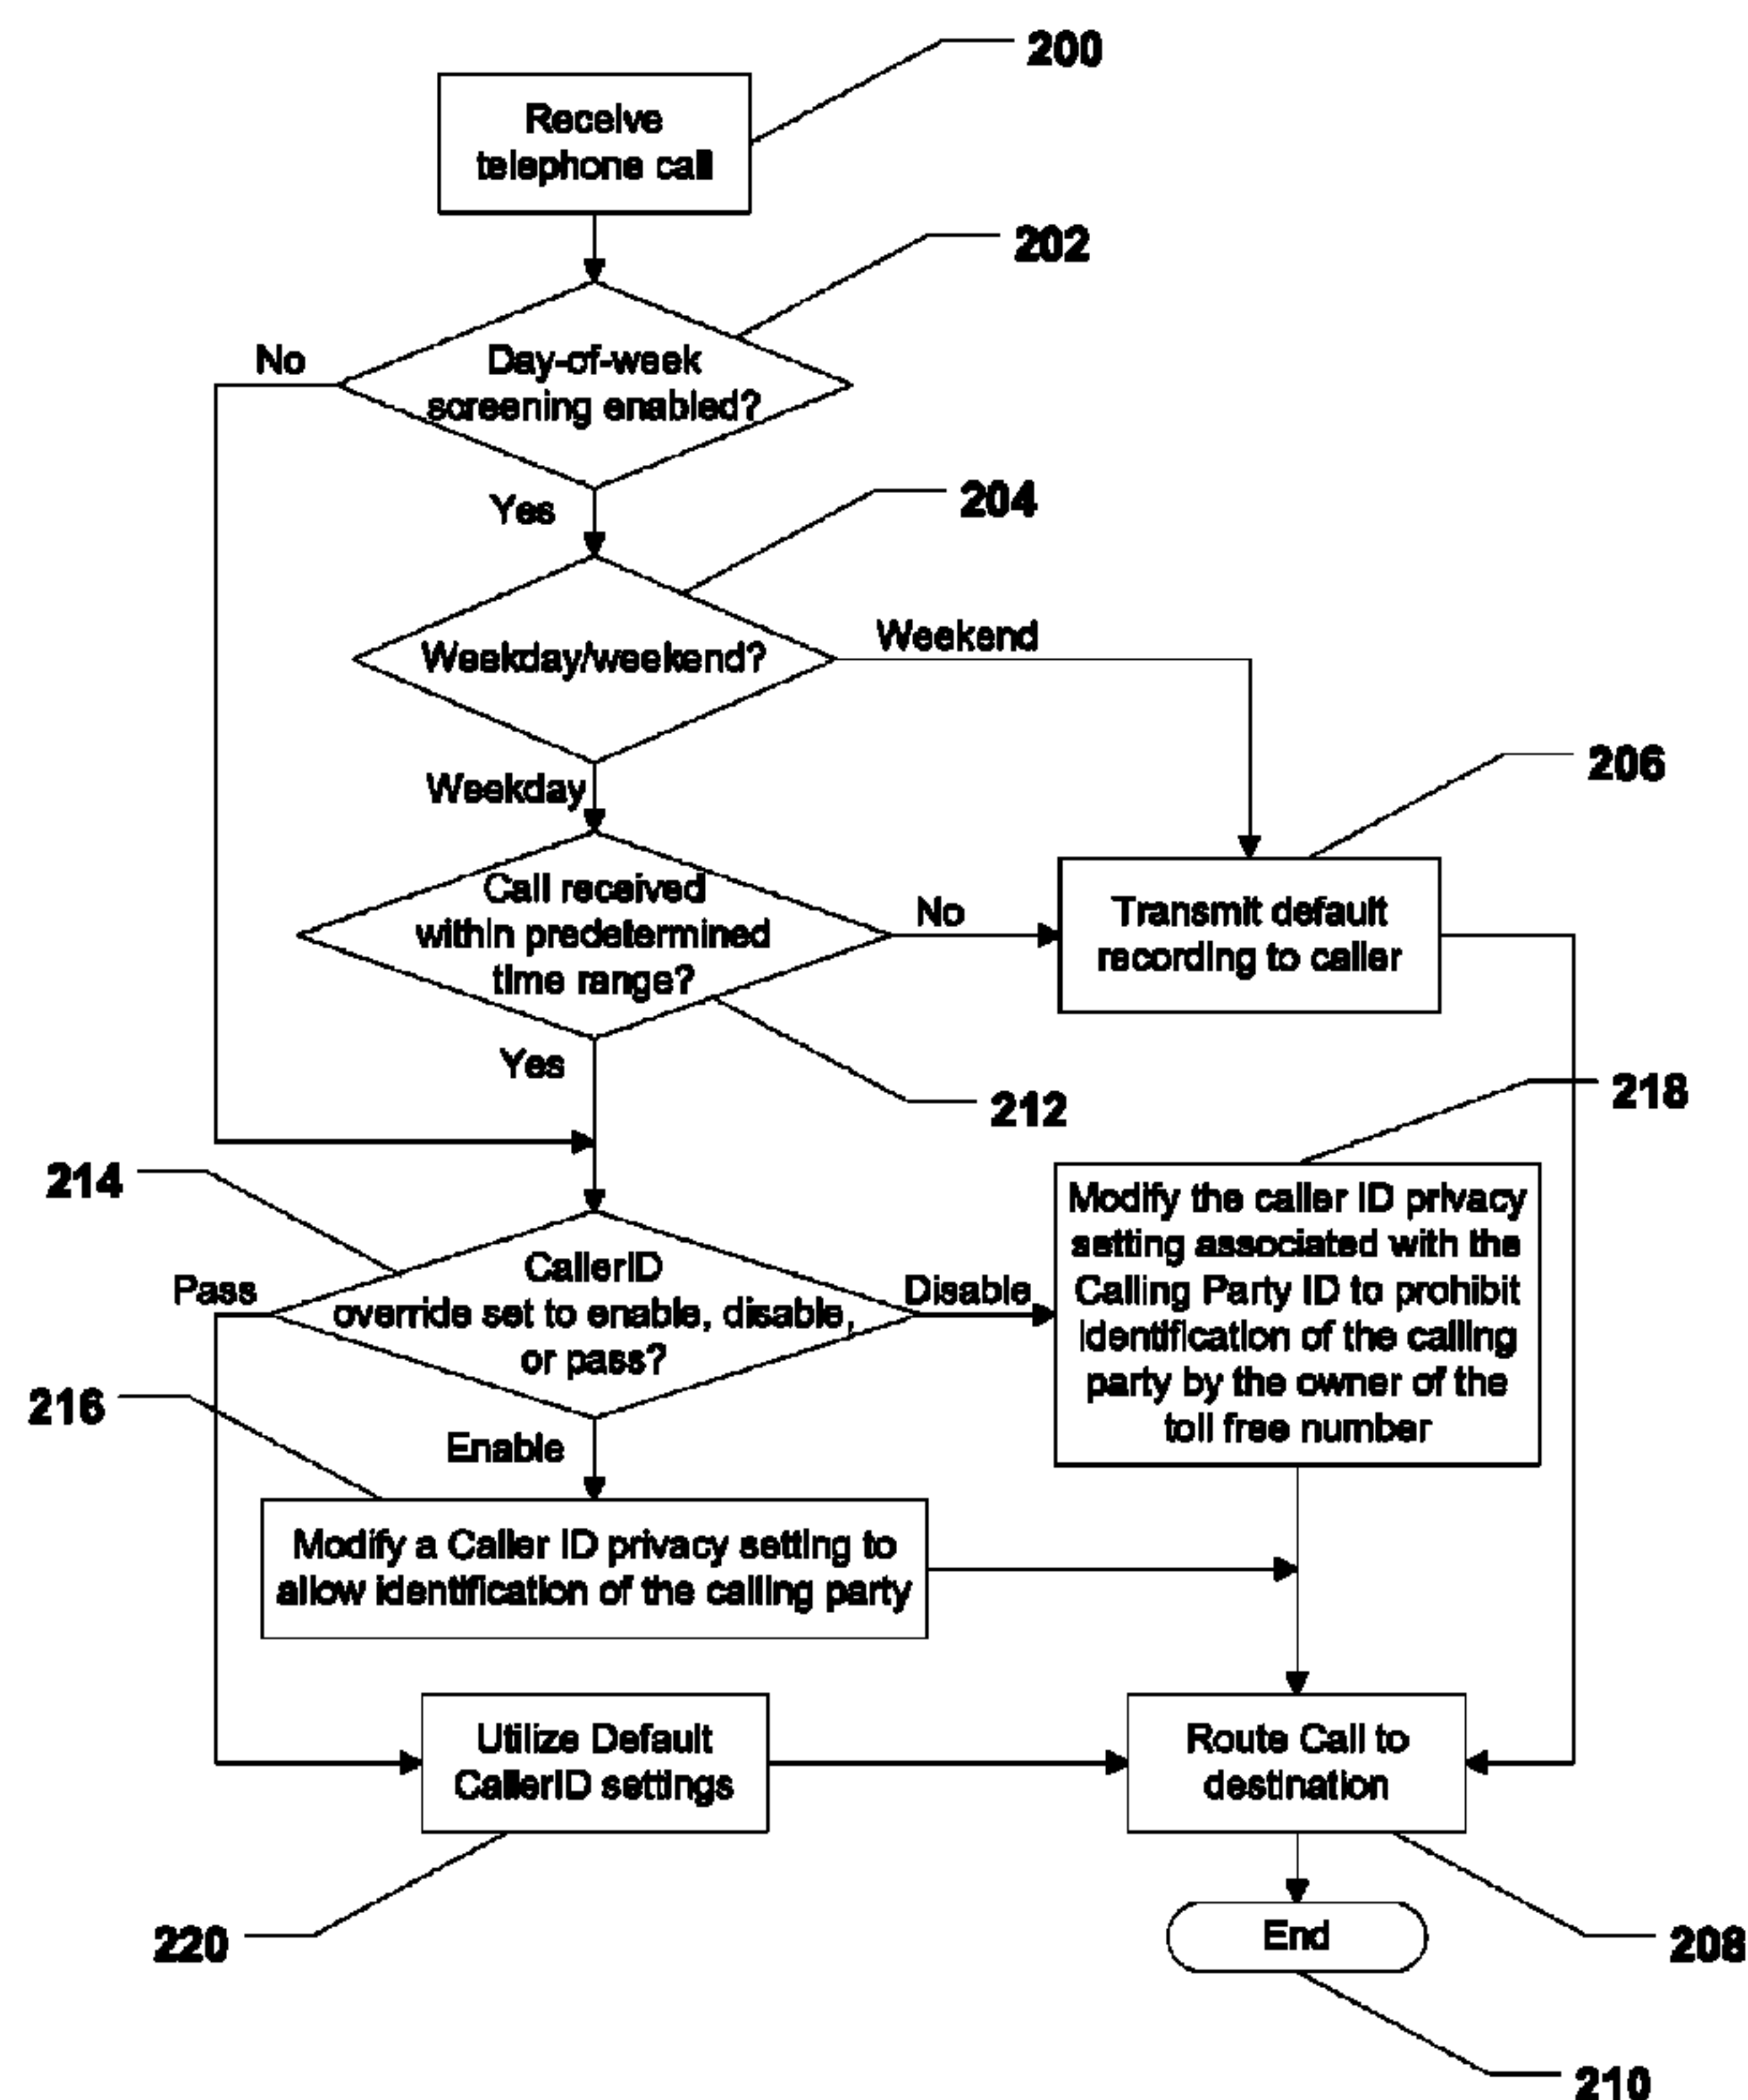 200
Receive
telephone call
202
No
Day-of-week
screening enabled?
Yes
204
Weekday/weekend?
Weekend
Weekday
206
Call received
within predetermined
time range?
No
Transmit default
recording to caller
Yes
212
218
214
Modify the caller ID privacy
setting associated with the
Calling Party ID to prohibit
identification of the calling
party by the owner of the
toll free number
Pass
CallerID
override set to enable, disable,
or pass?
Disable
216
Enable
Modify a Caller ID privacy setting to
allow identification of the calling party
Utilize Default
CallerID settings
Route Call to
destination
220
End
208
210